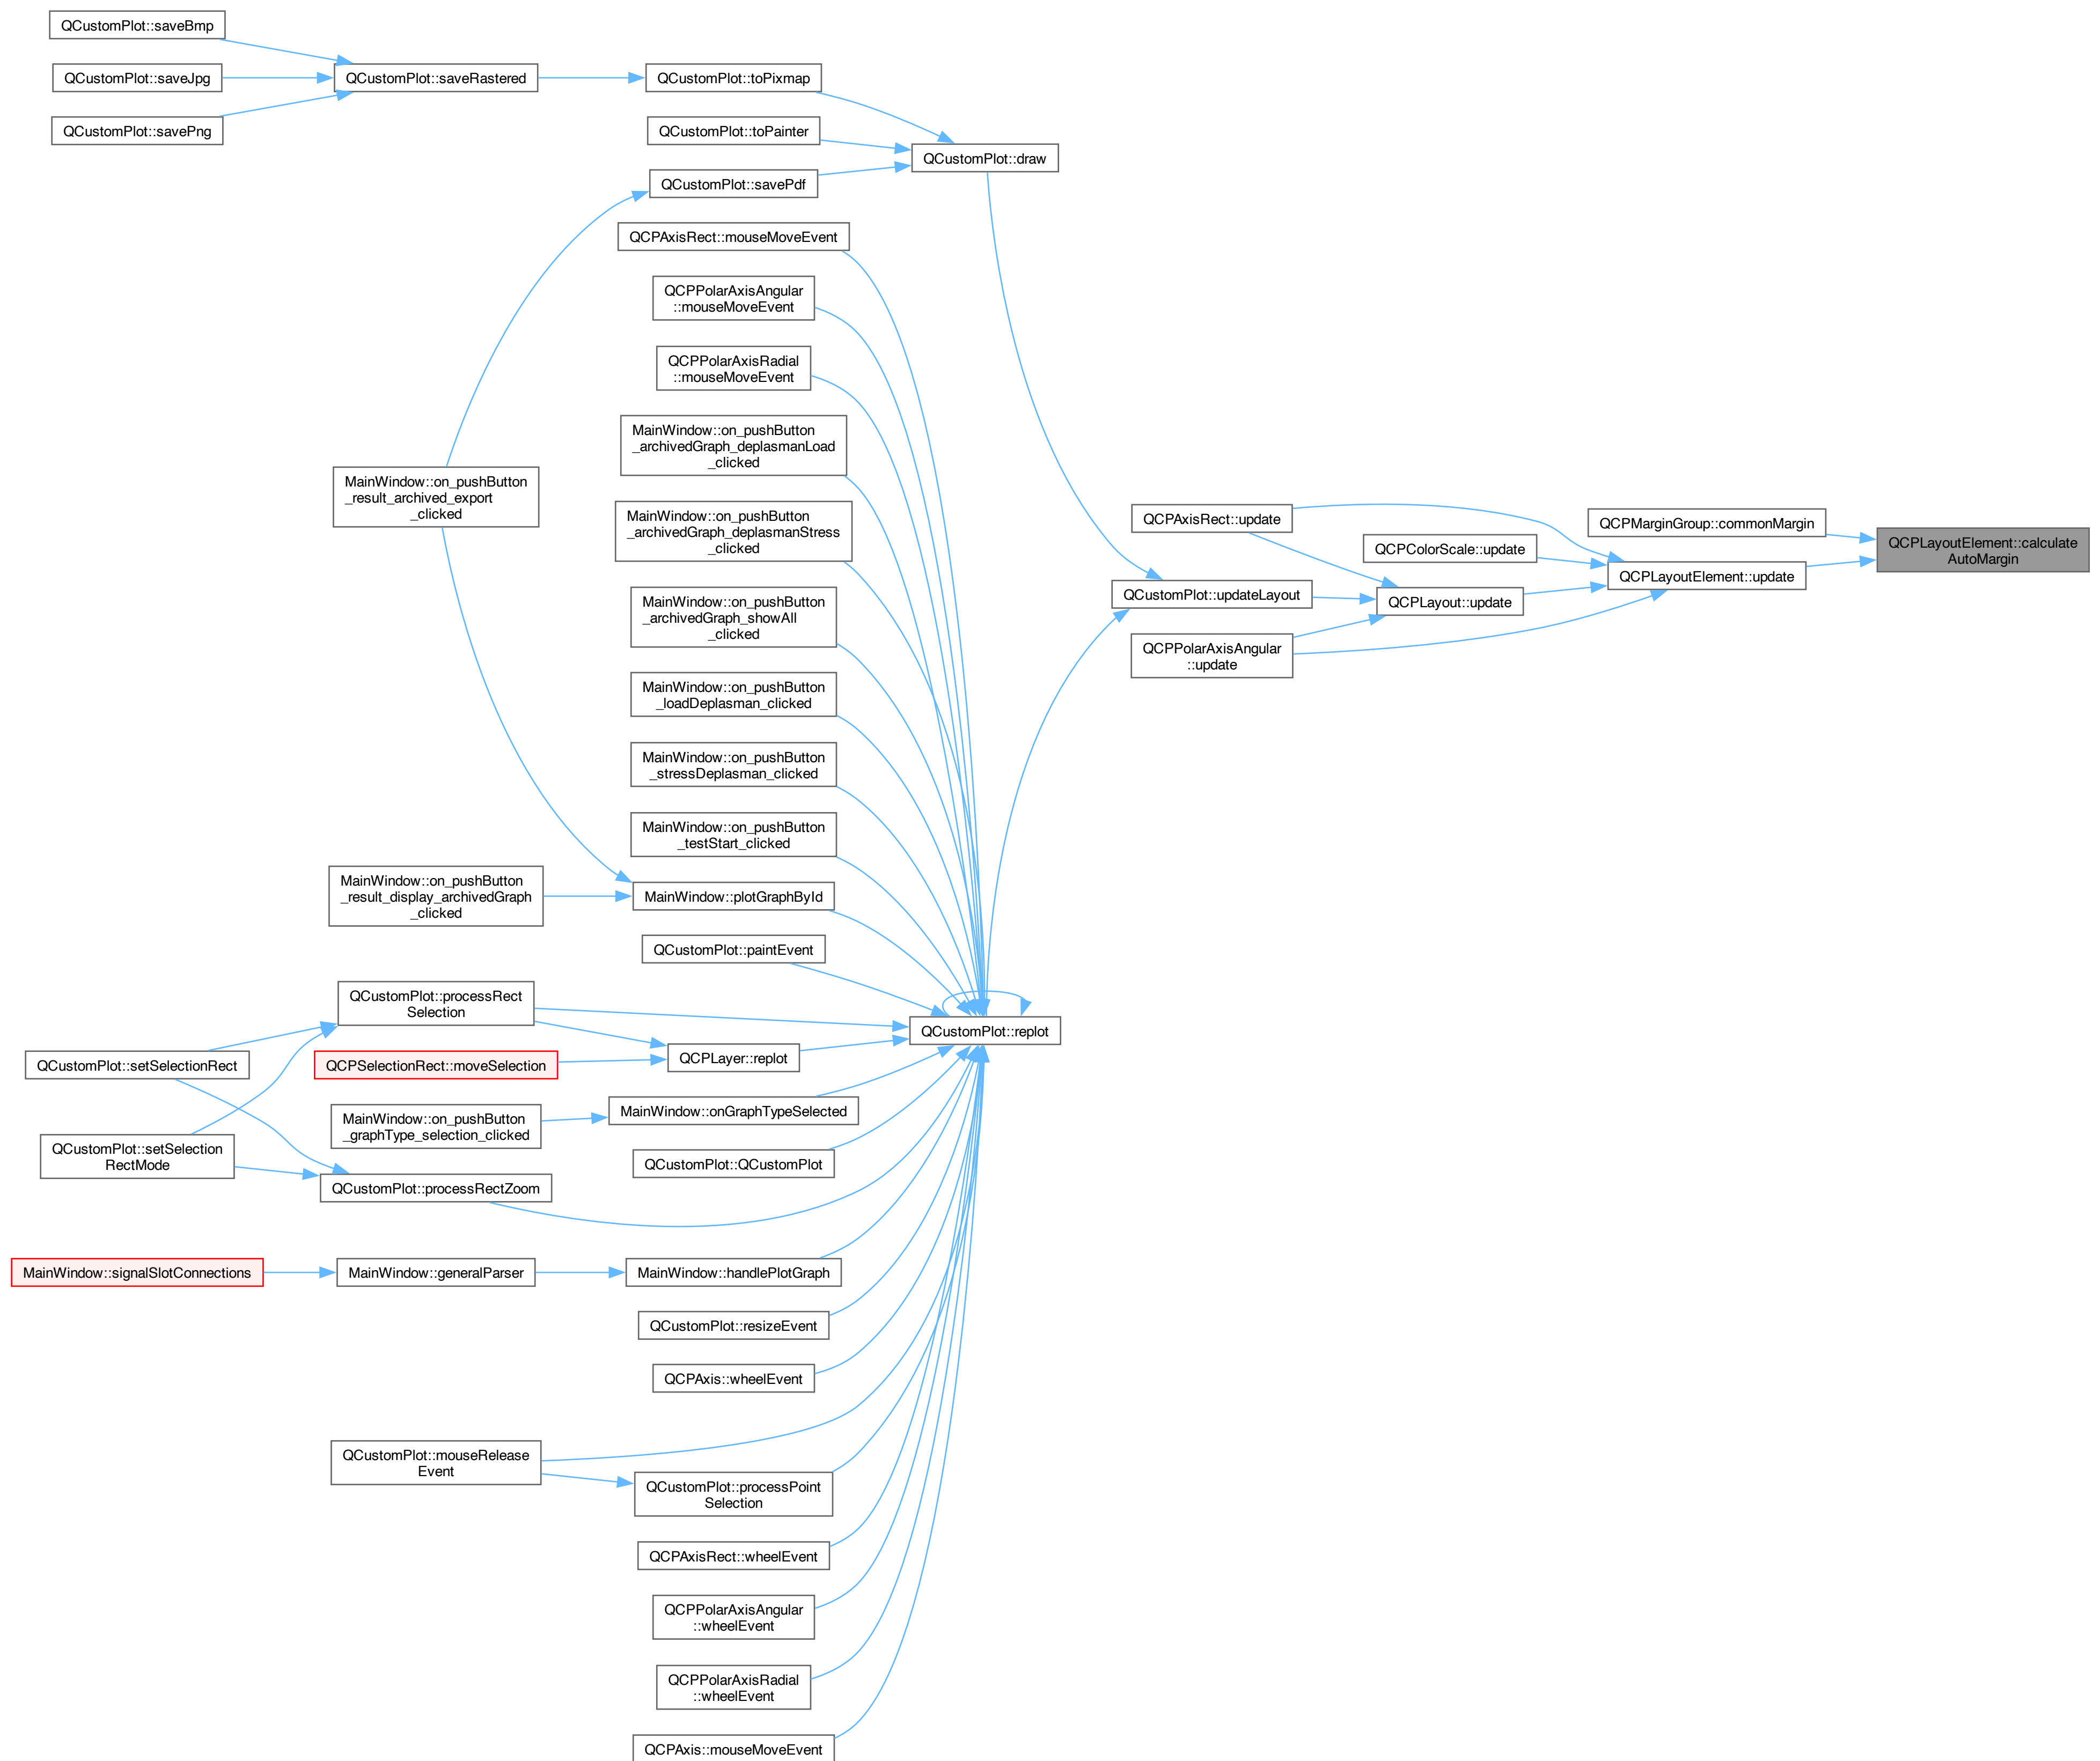 QCustomPlot::saveBmp
QCustomPlot::saveJpg
QCustomPlot::savePng
QCustomPlot::saveRastered
QCustomPlot::toPixmap
QCustomPlot::toPainter
QCustomPlot::savePdf
QCustomPlot::draw
QCPAxisRect::mouseMoveEvent
QCPPolarAxisAngular
::mouseMoveEvent
QCPPolarAxisRadial
::mouseMoveEvent
MainWindow::on_pushButton
_archivedGraph_deplasmanLoad
_clicked
MainWindow::on_pushButton
_result_archived_export
_clicked
MainWindow::on_pushButton
_archivedGraph_deplasmanStress
_clicked
MainWindow::on_pushButton
_archivedGraph_showAll
_clicked
QCPAxisRect::update
QCPColorScale::update
QCPMarginGroup::commonMargin
QCPLayoutElement::calculate
AutoMargin
QCPLayoutElement::update
QCustomPlot::updateLayout
QCPLayout::update
QCPPolarAxisAngular
::update
MainWindow::on_pushButton
_loadDeplasman_clicked
MainWindow::on_pushButton
_stressDeplasman_clicked
MainWindow::on_pushButton
_testStart_clicked
MainWindow::on_pushButton
_result_display_archivedGraph
_clicked
MainWindow::plotGraphById
QCustomPlot::paintEvent
QCustomPlot::processRect
Selection
QCustomPlot::replot
QCustomPlot::setSelectionRect
QCPSelectionRect::moveSelection
QCPLayer::replot
MainWindow::on_pushButton
_graphType_selection_clicked
MainWindow::onGraphTypeSelected
QCustomPlot::setSelection
RectMode
QCustomPlot::QCustomPlot
QCustomPlot::processRectZoom
MainWindow::signalSlotConnections
MainWindow::generalParser
MainWindow::handlePlotGraph
QCustomPlot::resizeEvent
QCPAxis::wheelEvent
QCustomPlot::mouseRelease
Event
QCustomPlot::processPoint
Selection
QCPAxisRect::wheelEvent
QCPPolarAxisAngular
::wheelEvent
QCPPolarAxisRadial
::wheelEvent
QCPAxis::mouseMoveEvent